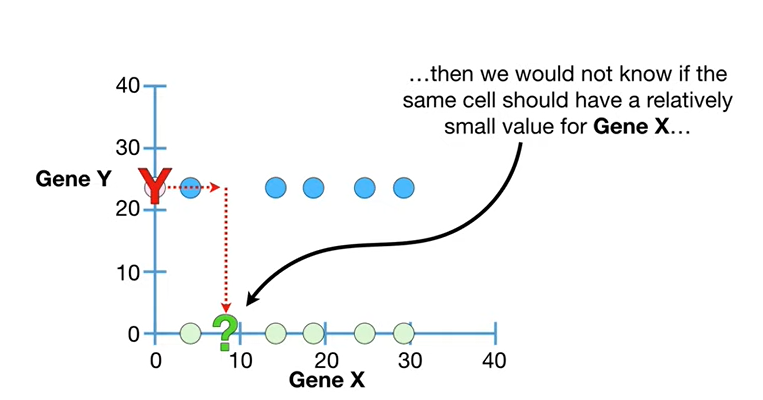 …then we would not know if the
same cell should have a relatively
small value for Gene X…
40
30
Gene Y
Y
20
10
0
?
0
10
20
30
40
Gene X